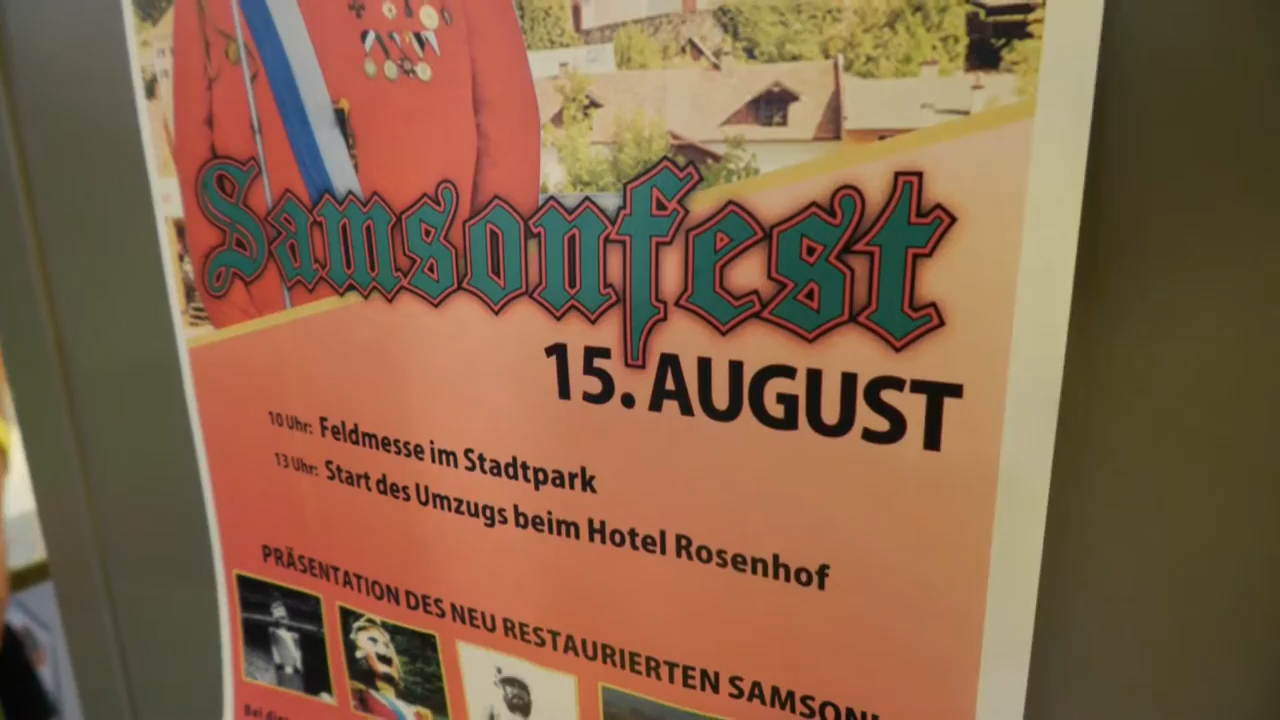 Samsonfest
15. AUGUST
10 Uhr: Feldmesse im Stadtpark
13 Uhr: Start des Umzugs beim Hotel Rosenhof
PRÄSENTATION DES NEU RESTAURIERTEN SAMSON!
Bei